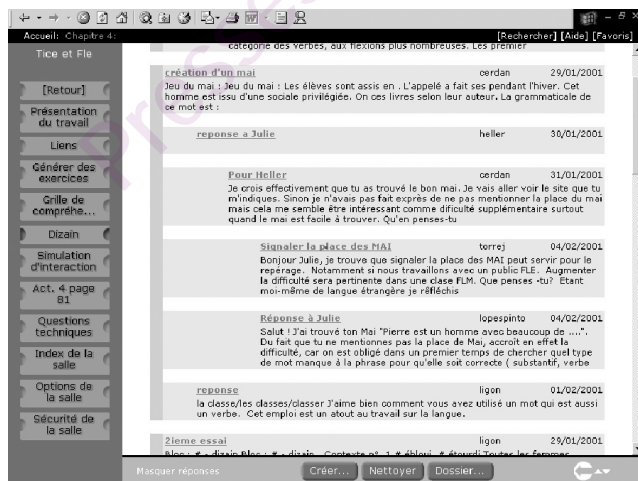 Accueil: Chapitre 4:
[Rechercher] [Aide] [Favoris]
Tice et Fle
[Retour]
Présentation
du travail
Liens
Générer des
exercices
Grille de
compréhe...
Dizain
Simulation
d'interaction
Act. 4 page
81
Questions
techniques
Index de la
salle
Options de
la salle
Sécurité de
la salle
catégorie des verbes, aux flexions plus nombreuses. Les premier
création d'un mai cerdan 29/01/2001
Jeu du mai : Jeu du mai : Les élèves sont assis en . L'appelé a fait ses pendant l'hiver. Cet
homme est issu d'une sociale privilégiée. On ces livres selon leur auteur. La grammaticale de
ce mot est :
reponse a Julie heller 30/01/2001
Pour Heller cerdan 31/01/2001
Je crois effectivement que tu as trouvé le bon mai. Je vais aller voir le site que tu
m'indiques. Sinon je n'avais pas fait exprès de ne pas mentionner la place du mai
mais cela me semble être intéressant comme dificulté supplémentaire surtout
quand le mai est facile à trouver. Qu'en penses-tu
Signaler la place des MAI torrej 04/02/2001
Bonjour Julie, je trouve que signaler la place des MAI peut servir pour le
repérage. Notamment si nous travaillons avec un public FLE. Augmenter
la difficulté sera pertinente dans une clase FLM. Que penses -tu? Etant
moi-même de langue étrangère je réfléchis
Réponse à Julie lopespinto 04/02/2001
Salut ! J'ai trouvé ton Mai "Pierre est un homme avec beaucoup de ....".
Du fait que tu ne mentionnes pas la place de Mai, accroît en effet la
difficulté, car on est obligé dans un premier temps de chercher quel type
de mot manque à la phrase pour qu'elle soit correcte ( substantif, verbe
reponse ligon 01/02/2001
la classe/les classes/classer J'aime bien comment vous avez utilisé un mot qui est aussi
un verbe. Cet emploi est un atout au travail sur la langue.
2ieme essai ligon 29/01/2001
Bloc : # - dizain Bloc : # - dizain Contexte n° 1 # ébloui # étourdi Toutes les femmes
Masquer réponses Créer... Nettoyer Dossier...
Presses